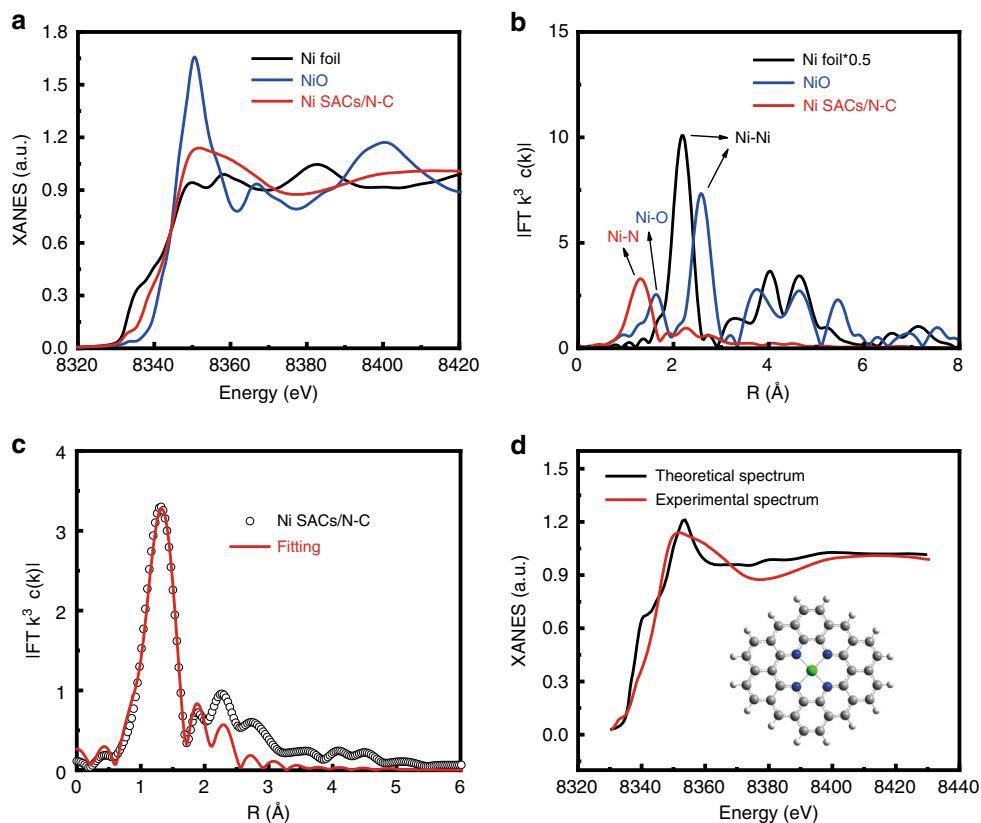 a
1.8
1.5
1.2
0.9
0.6
0.3
0.0
XANES (a.u.)
Ni foil
NiO
Ni SACs/N-C
8320
8340
8360
8380
8400
8420
Energy (eV)
b
15
10
5
0
|FT k³ c(k)|
Ni foil*0.5
NiO
Ni SACs/N-C
Ni-Ni
Ni-O
Ni-N
0
2
4
6
8
R (Å)
c
4
3
2
1
0
|FT k³ c(k)|
Ni SACs/N-C
Fitting
0
1
2
3
4
5
6
R (Å)
d
1.5
1.2
0.9
0.6
0.3
0.0
XANES (a.u.)
Theoretical spectrum
Experimental spectrum
8320
8340
8360
8380
8400
8420
8440
Energy (eV)